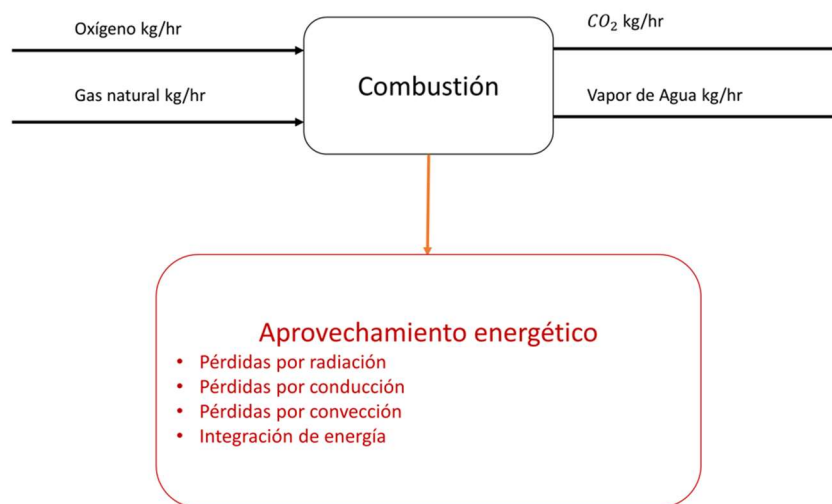 Oxígeno kg/hr
Gas natural kg/hr
Combustión
CO₂ kg/hr
Vapor de Agua kg/hr
Aprovechamiento energético
• Pérdidas por radiación
• Pérdidas por conducción
• Pérdidas por convección
• Integración de energía